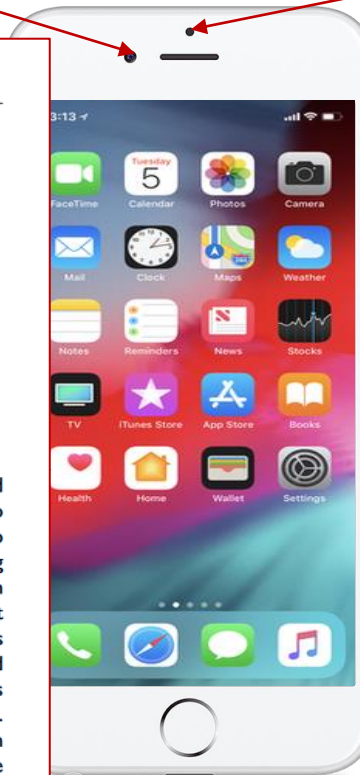 3:13
Tuesday
5
FaceTime Calendar Photos Camera
Mail Clock Maps Weather
Notes Reminders News Stocks
TV iTunes Store App Store Books
Health Home Wallet Settings